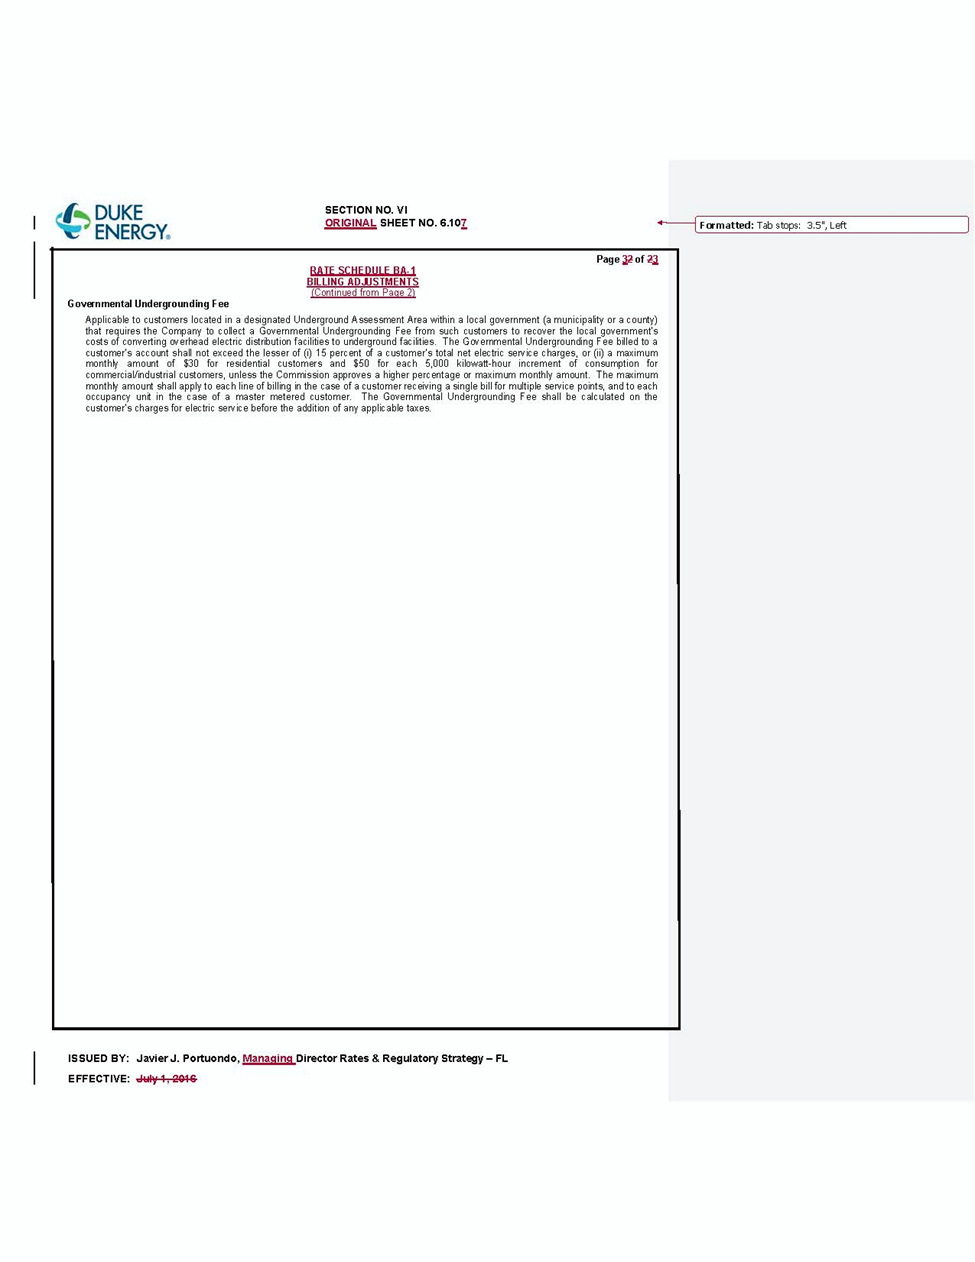 DUKE
ENERGY®
SECTION NO. VI
ORIGINAL SHEET NO. 6.107
Formatted: Tab stops: 3.5", Left
Page 32 of 23
RATE SCHEDULE BA-1
BILLING ADJUSTMENTS
(Continued from Page 2)
Governmental Undergrounding Fee
Applicable to customers located in a designated Underground Assessment Area within a local government (a municipality or a county)
that requires the Company to collect a Governmental Undergrounding Fee from such customers to recover the local government's
costs of converting overhead electric distribution facilities to underground facilities. The Governmental Undergrounding Fee billed to a
customer's account shall not exceed the lesser of (i) 15 percent of a customer's total net electric service charges, or (ii) a maximum
monthly amount of $30 for residential customers and $50 for each 5,000 kilowatt-hour increment of consumption for
commercial/industrial customers, unless the Commission approves a higher percentage or maximum monthly amount. The maximum
monthly amount shall apply to each line of billing in the case of a customer receiving a single bill for multiple service points, and to each
occupancy unit in the case of a master metered customer. The Governmental Undergrounding Fee shall be calculated on the
customer's charges for electric service before the addition of any applicable taxes.
ISSUED BY: Javier J. Portuondo, Managing Director Rates & Regulatory Strategy – FL
EFFECTIVE: July 1, 2016